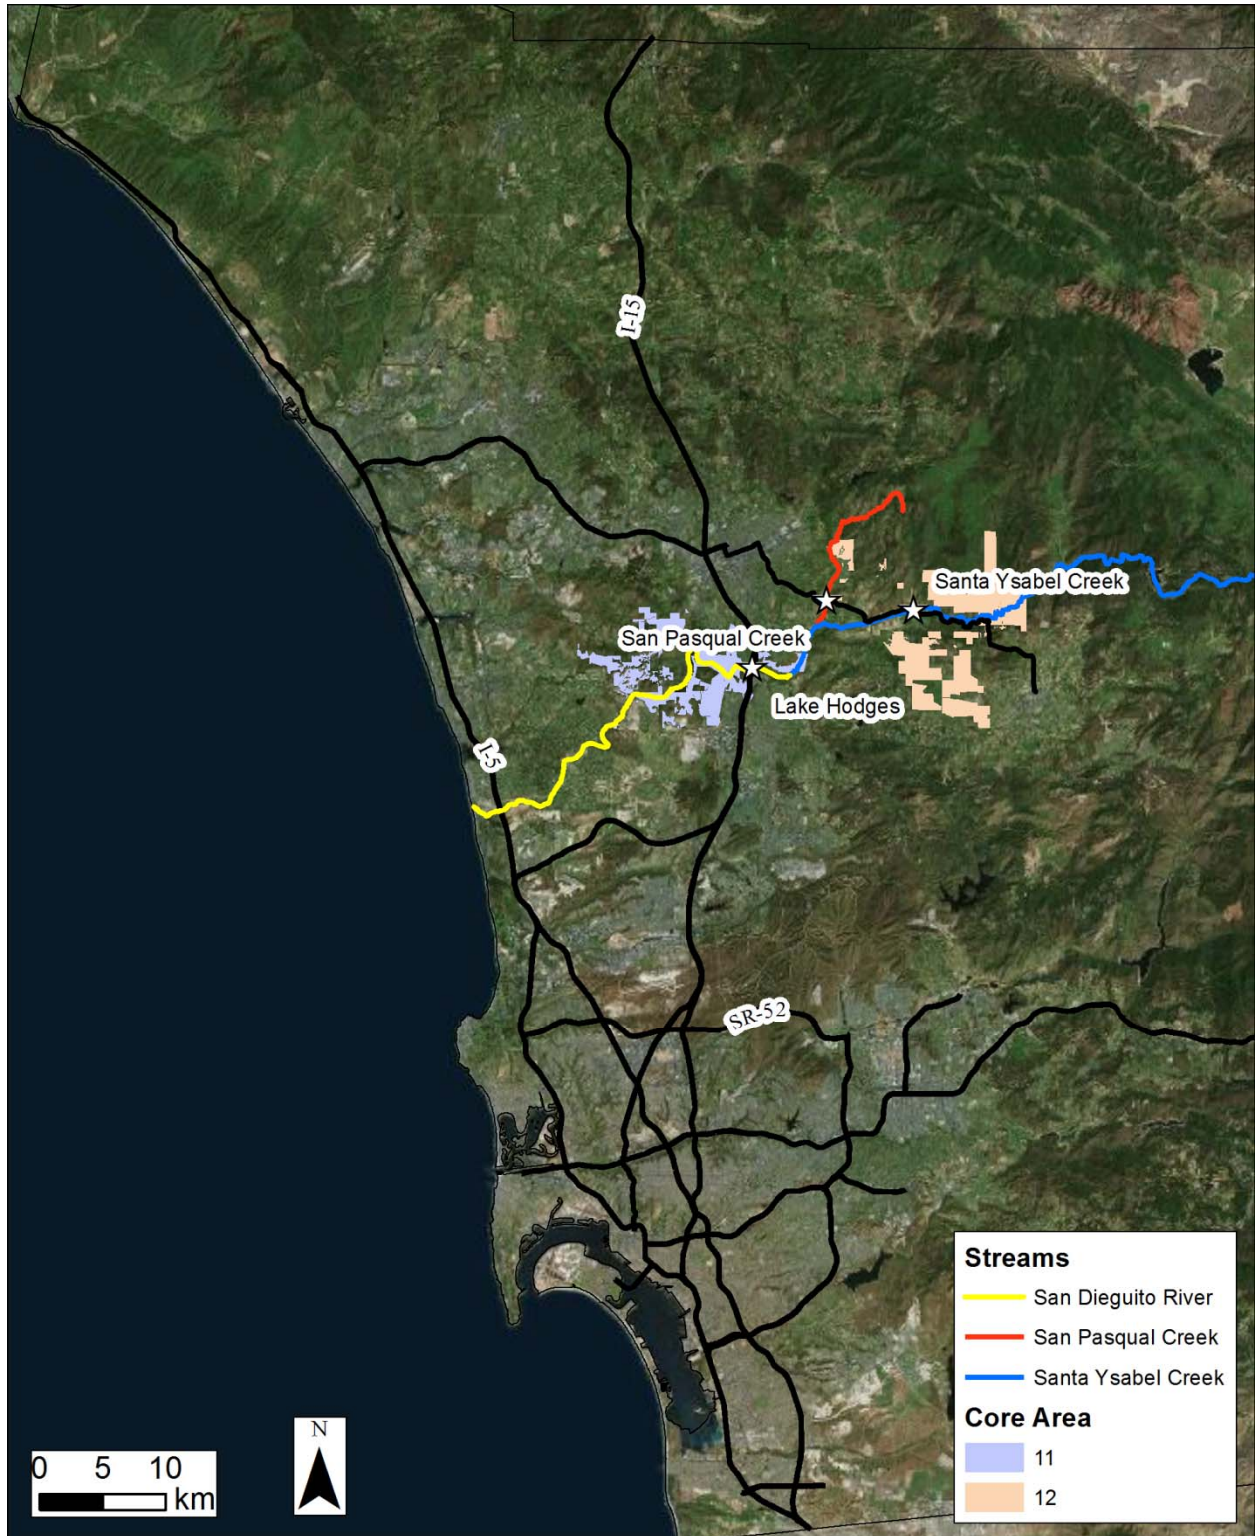 I-15
Santa Ysabel Creek
San Pasqual Creek
Lake Hodges
I-5
SR-52
Streams
San Dieguito River
San Pasqual Creek
Santa Ysabel Creek
Core Area
11
12
0 5 10
km
N